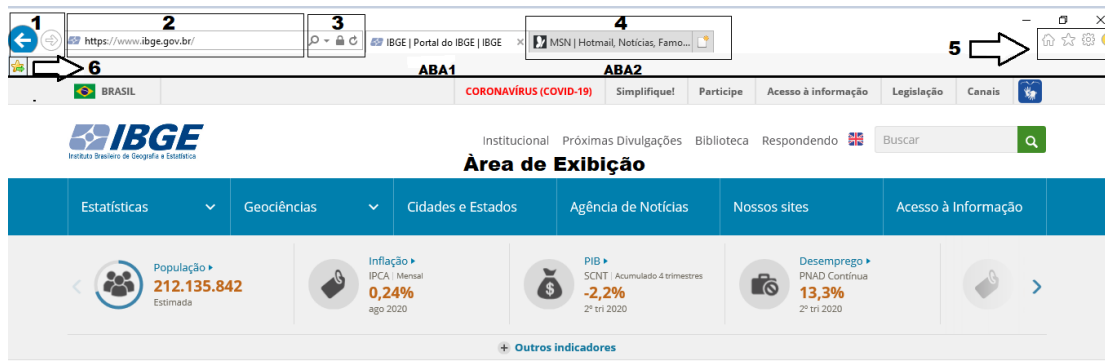 1 2 3 4
https://www.ibge.gov.br/ IBGE | Portal do IBGE | IBGE MSN | Hotmail, Notícias, Famo...
5
6 ABA1 ABA2
BRASIL CORONAVÍRUS (COVID-19) Simplifique! Participe Acesso à informação Legislação Canais
IBGE
Instituto Brasileiro de Geografia e Estatística
Institucional Próximas Divulgações Biblioteca Respondendo Buscar
Àrea de Exibição
Estatísticas Geociências Cidades e Estados Agência de Notícias Nossos sites Acesso à Informação
População Inflação PIB Desemprego
IPCA | Mensal SCNT | Acumulado 4 trimestres PNAD Contínua
212.135.842 0,24% -2,2% 13,3%
Estimada ago 2020 2º tri 2020 2º tri 2020
+ Outros indicadores